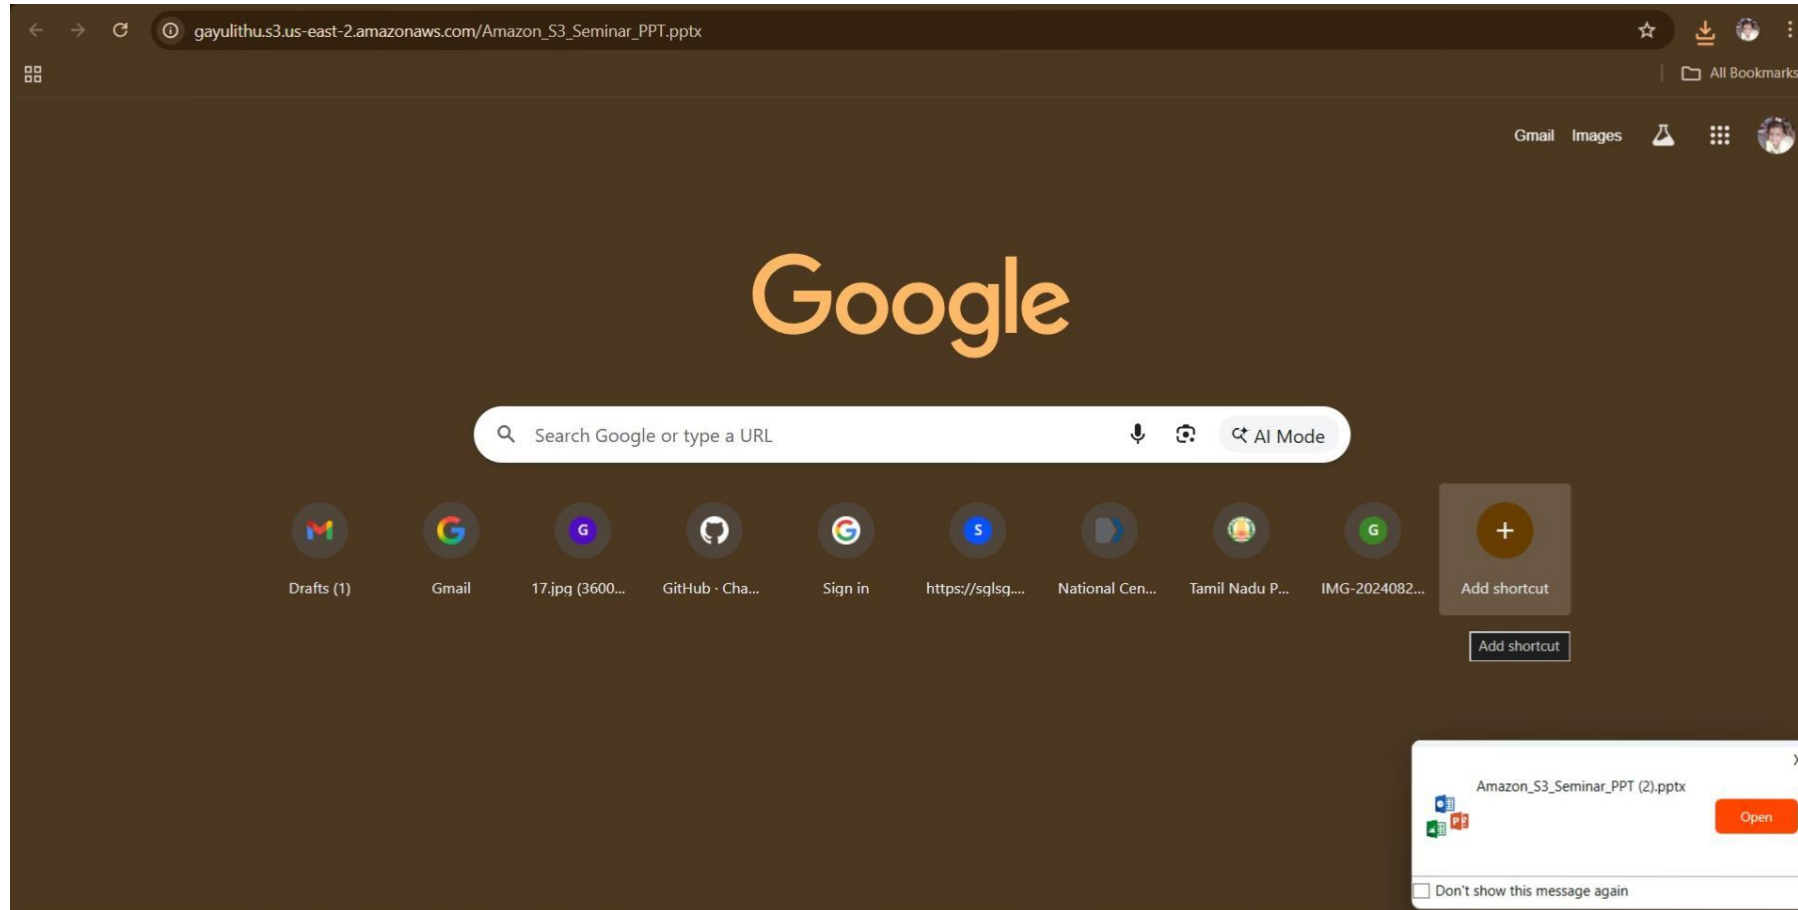 gayulithu.s3.us-east-2.amazonaws.com/Amazon_S3_Seminar_PPT.pptx
All Bookmarks
Gmail Images
Google
Search Google or type a URL
AI Mode
G
S
G
Drafts (1)
Gmail
17.jpg (3600...
GitHub · Cha...
Sign in
https://sglsg....
National Cen...
Tamil Nadu P...
IMG-2024082...
Add shortcut
Add shortcut
Amazon_S3_Seminar_PPT (2).pptx
Open
Don't show this message again